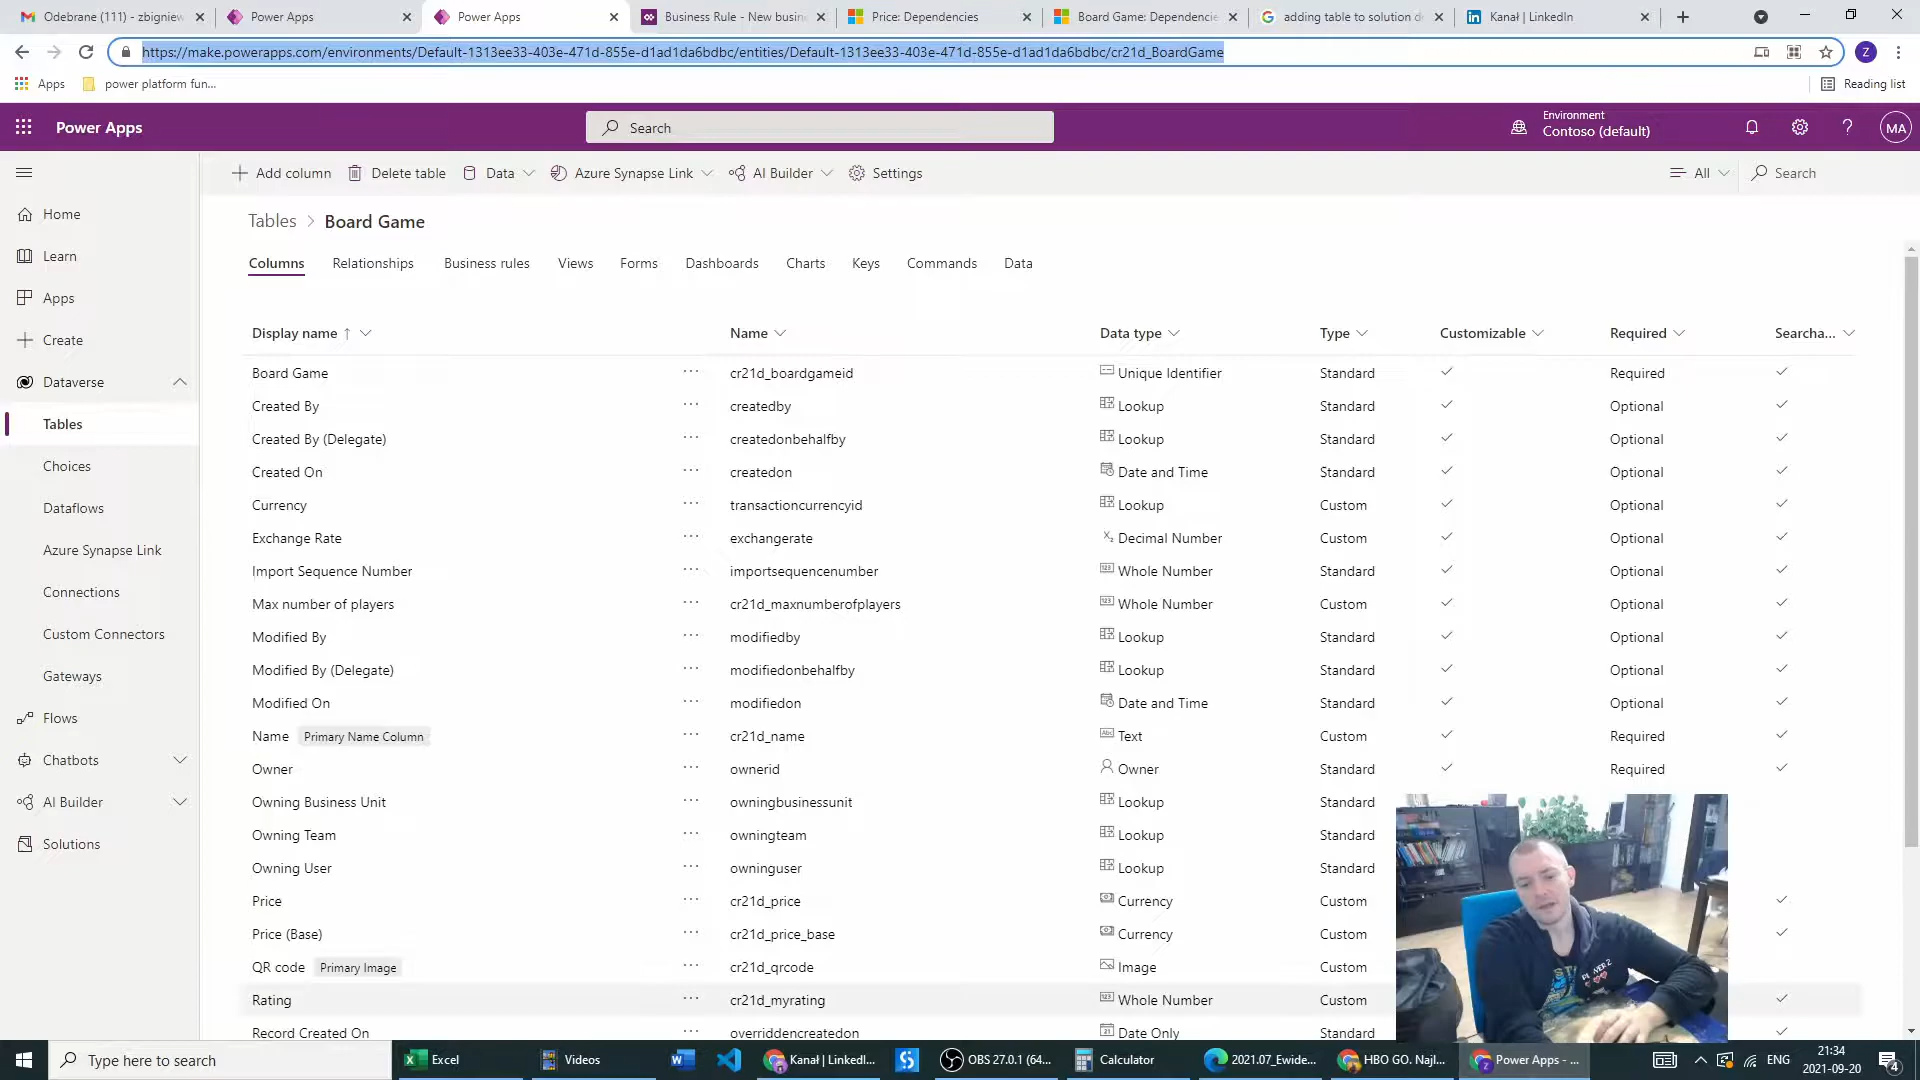 Odebrane (111) - zbigniew
Power Apps
Power Apps
Business Rule - New busin
Price: Dependencies
Board Game: Dependencie
adding table to solution d
Kanał | LinkedIn
https://make.powerapps.com/environments/Default-1313ee33-403e-471d-855e-d1ad1da6bdbc/entities/Default-1313ee33-403e-471d-855e-d1ad1da6bdbc/cr21d_BoardGame
Z
Apps
power platform fun...
Reading list
Power Apps
Search
Environment
Contoso (default)
MA
Add column
Delete table
Data
Azure Synapse Link
AI Builder
Settings
All
Search
Home
Learn
Apps
Create
Dataverse
Tables
Choices
Dataflows
Azure Synapse Link
Connections
Custom Connectors
Gateways
Flows
Chatbots
AI Builder
Solutions
Tables > Board Game
Columns Relationships Business rules Views Forms Dashboards Charts Keys Commands Data
Display name ↑ Name Data type Type Customizable Required Searcha...
Board Game ... cr21d_boardgameid Unique Identifier Standard Required
Created By ... createdby Lookup Standard Optional
Created By (Delegate) ... createdonbehalfby Lookup Standard Optional
Created On ... createdon Date and Time Standard Optional
Currency ... transactioncurrencyid Lookup Custom Optional
Exchange Rate ... exchangerate Decimal Number Custom Optional
Import Sequence Number ... importsequencenumber Whole Number Standard Optional
Max number of players ... cr21d_maxnumberofplayers Whole Number Custom Optional
Modified By ... modifiedby Lookup Standard Optional
Modified By (Delegate) ... modifiedonbehalfby Lookup Standard Optional
Modified On ... modifiedon Date and Time Standard Optional
Name Primary Name Column ... cr21d_name Text Custom Required
Owner ... ownerid Owner Standard Required
Owning Business Unit ... owningbusinessunit Lookup Standard
Owning Team ... owningteam Lookup Standard
Owning User ... owninguser Lookup Standard
Price ... cr21d_price Currency Custom
Price (Base) ... cr21d_price_base Currency Custom
QR code Primary Image ... cr21d_qrcode Image Custom
Rating ... cr21d_myrating Whole Number Custom
Record Created On ... overriddencreatedon Date Only Standard
PLAYER 2
Type here to search
Excel
Videos
Kanał | LinkedI...
OBS 27.0.1 (64...
Calculator
2021.07_Ewide...
HBO GO. Najl...
Power Apps - ...
ENG
21:34
2021-09-20
4